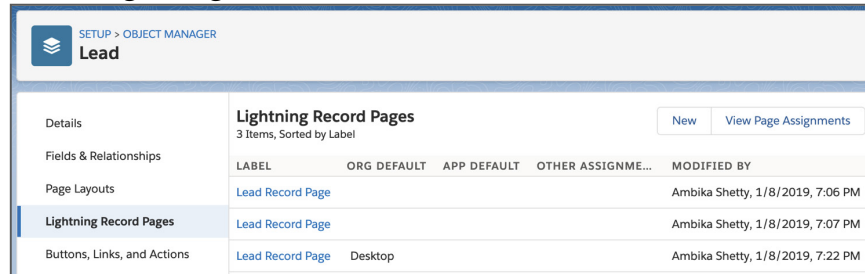 SETUP > OBJECT MANAGER
Lead
Details
Fields & Relationships
Page Layouts
Lightning Record Pages
Buttons, Links, and Actions
Lightning Record Pages
3 Items, Sorted by Label
New View Page Assignments
LABEL ORG DEFAULT APP DEFAULT OTHER ASSIGNME... MODIFIED BY
Lead Record Page Ambika Shetty, 1/8/2019, 7:06 PM
Lead Record Page Ambika Shetty, 1/8/2019, 7:07 PM
Lead Record Page Desktop Ambika Shetty, 1/8/2019, 7:22 PM